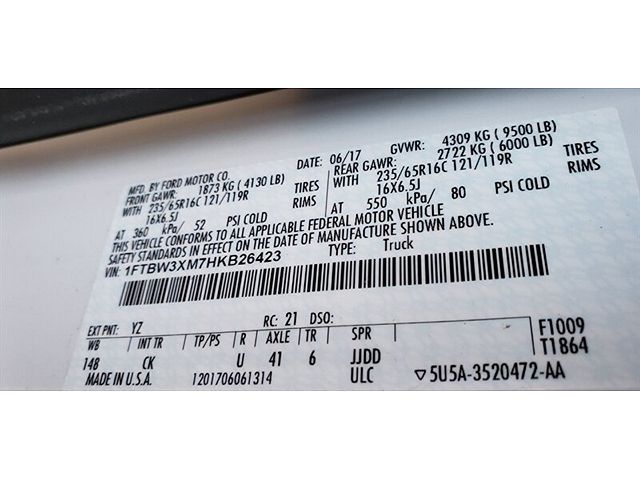 MFD. BY FORD MOTOR CO. DATE: 06/17 GVWR: 4309 KG ( 9500 LB)
FRONT GAWR: 1873 KG ( 4130 LB) REAR GAWR: 2722 KG ( 6000 LB)
WITH 235/65R16C 121/119R TIRES WITH 235/65R16C 121/119R TIRES
16X6.5J RIMS 16X6.5J RIMS
AT 360 kPa/ 52 PSI COLD AT 550 kPa/ 80 PSI COLD
THIS VEHICLE CONFORMS TO ALL APPLICABLE FEDERAL MOTOR VEHICLE
SAFETY STANDARDS IN EFFECT ON THE DATE OF MANUFACTURE SHOWN ABOVE.
VIN: 1FTBW3XM7HKB26423 TYPE: Truck
EXT PNT: YZ RC: 21 DSO:
WB INT TR TP/PS R AXLE TR SPR F1009
148 CK U 41 6 JJDD T1864
MADE IN U.S.A. 1201706061314 ULC ▽5U5A-3520472-AA